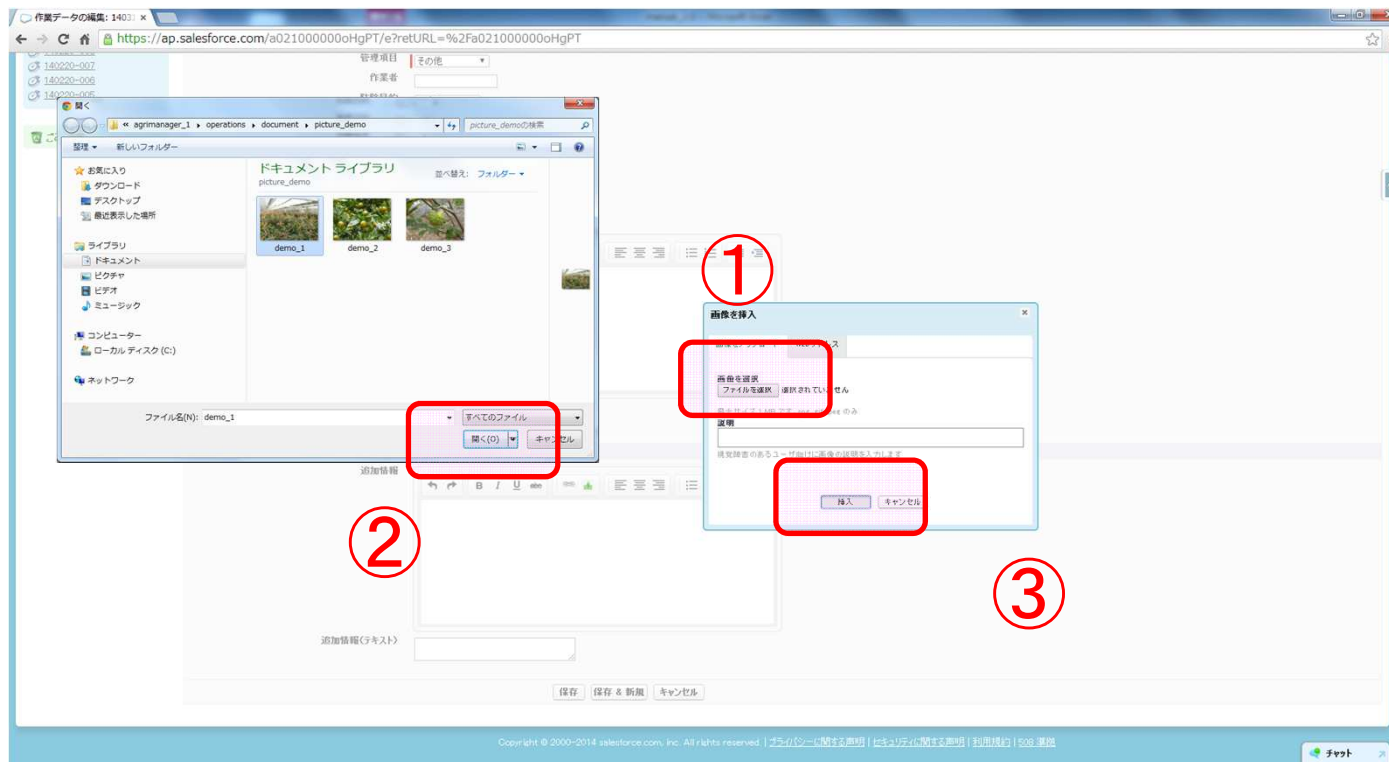 作業データの編集: 1403
https://ap.salesforce.com/a021000000oHgPT/e?retURL=%2Fa021000000oHgPT
140220-007
140220-006
140220-005
管理項目
その他
作業者
開く
« agrimanager_1 ▸ operations ▸ document ▸ picture_demo
picture_demoの検索
整理
新しいフォルダー
お気に入り
ダウンロード
デスクトップ
最近表示した場所
ライブラリ
ドキュメント
ピクチャ
ビデオ
ミュージック
コンピューター
ローカル ディスク (C:)
ネットワーク
ドキュメント ライブラリ
picture_demo
並べ替え: フォルダー
demo_1
demo_2
demo_3
ファイル名(N): demo_1
すべてのファイル
開く(O)
キャンセル
①
画像を挿入
画像を選択
ファイルを選択 選択されていません
説明
視覚障害のあるユーザ向けに画像の説明を入力します
挿入
キャンセル
②
③
追加情報
B I U abc
追加情報(テキスト)
保存
保存 & 新規
キャンセル
Copyright © 2000-2014 salesforce.com, inc. All rights reserved. | プライバシーに関する声明 | セキュリティに関する声明 | 利用規約 | 508 準拠
チャット